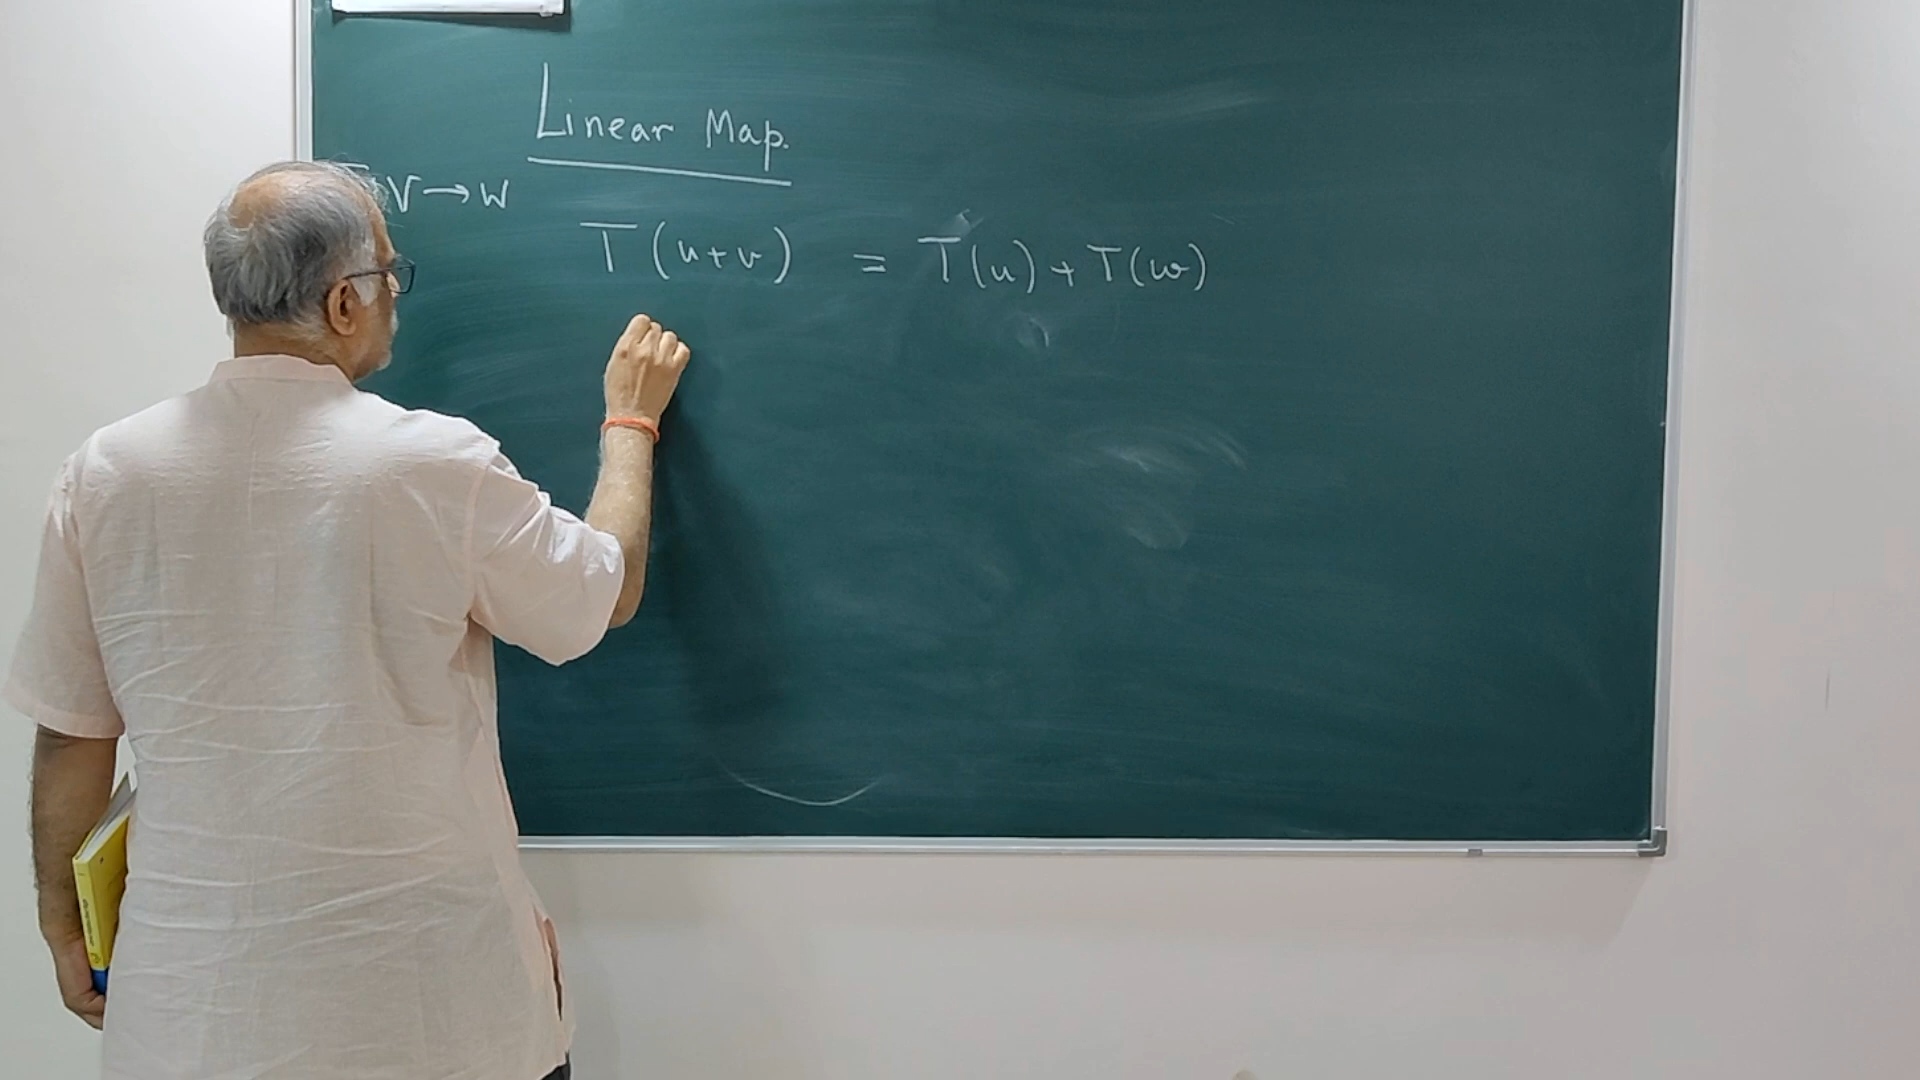 Linear Map.
V → W
T (u+v) = T(u) + T(w)